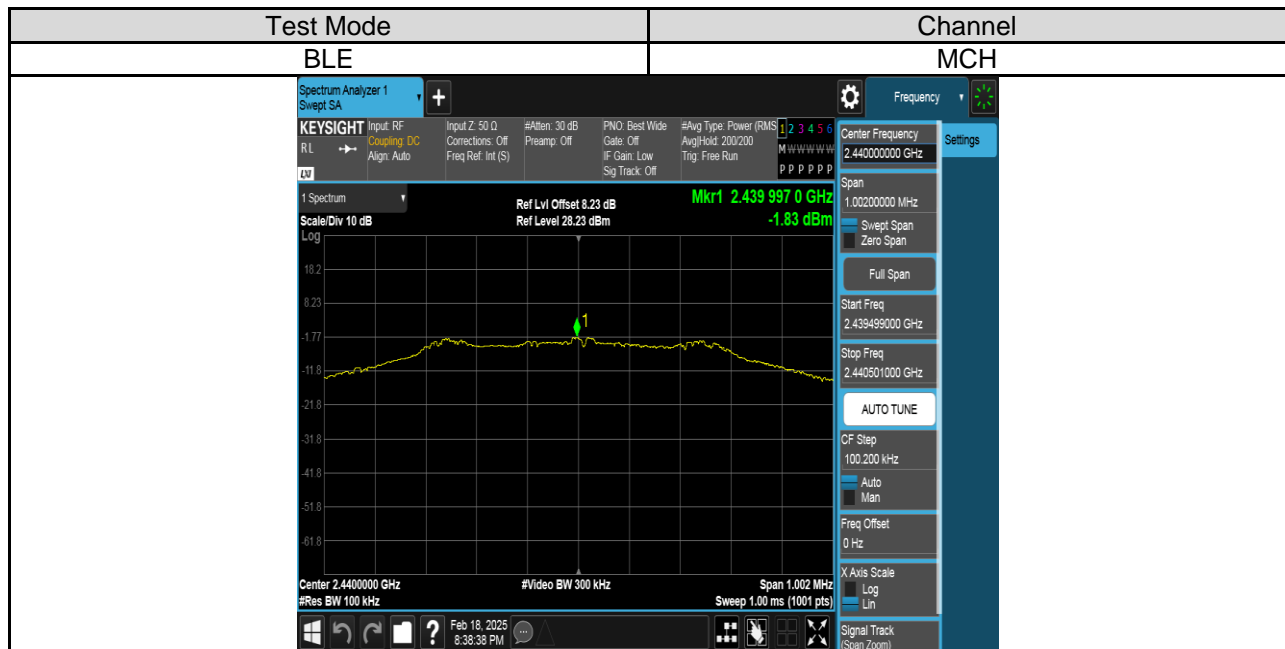 Test Mode Channel
BLE MCH
Spectrum Analyzer 1
Swept SA
+
Frequency
KEYSIGHT
RL
LXI
Input: RF
Coupling: DC
Align: Auto
Input Z: 50 Ω
Corrections: Off
Freq Ref: Int (S)
#Atten: 30 dB
Preamp: Off
PNO: Best Wide
Gate: Off
IF Gain: Low
Sig Track: Off
#Avg Type: Power (RMS
Avg|Hold: 200/200
Trig: Free Run
1 2 3 4 5 6
M W W W W W
P P P P P P
1 Spectrum
Scale/Div 10 dB
Log
Ref Lvl Offset 8.23 dB
Ref Level 28.23 dBm
Mkr1 2.439 997 0 GHz
-1.83 dBm
18.2
8.23
-1.77
-11.8
-21.8
-31.8
-41.8
-51.8
-61.8
1
Center 2.4400000 GHz
#Res BW 100 kHz
#Video BW 300 kHz
Span 1.002 MHz
Sweep 1.00 ms (1001 pts)
Center Frequency
2.440000000 GHz
Settings
Span
1.00200000 MHz
Swept Span
Zero Span
Full Span
Start Freq
2.439499000 GHz
Stop Freq
2.440501000 GHz
AUTO TUNE
CF Step
100.200 kHz
Auto
Man
Freq Offset
0 Hz
X Axis Scale
Log
Lin
Signal Track
(Span Zoom)
?
Feb 18, 2025
8:38:38 PM